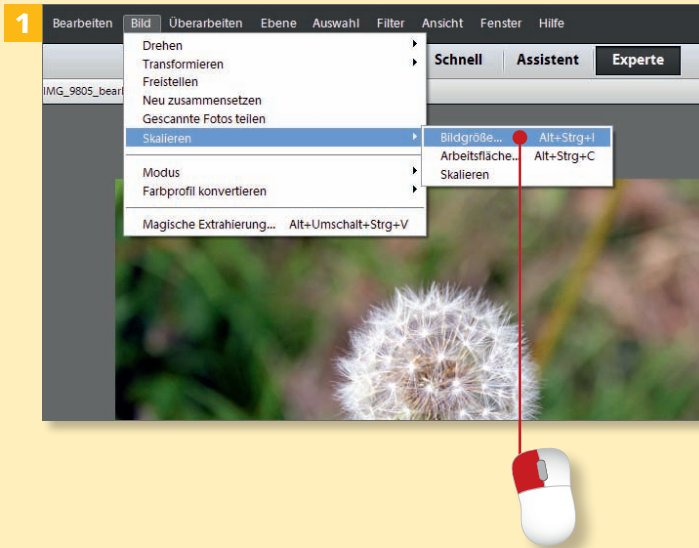 1
Bearbeiten Bild Überarbeiten Ebene Auswahl Filter Ansicht Fenster Hilfe
Schnell Assistent Experte
Drehen
Transformieren
Freistellen
Neu zusammensetzen
Gescannte Fotos teilen
Skalieren
Bildgröße... Alt+Strg+I
Arbeitsfläche... Alt+Strg+C
Skalieren
Modus
Farbprofil konvertieren
Magische Extrahierung... Alt+Umschalt+Strg+V